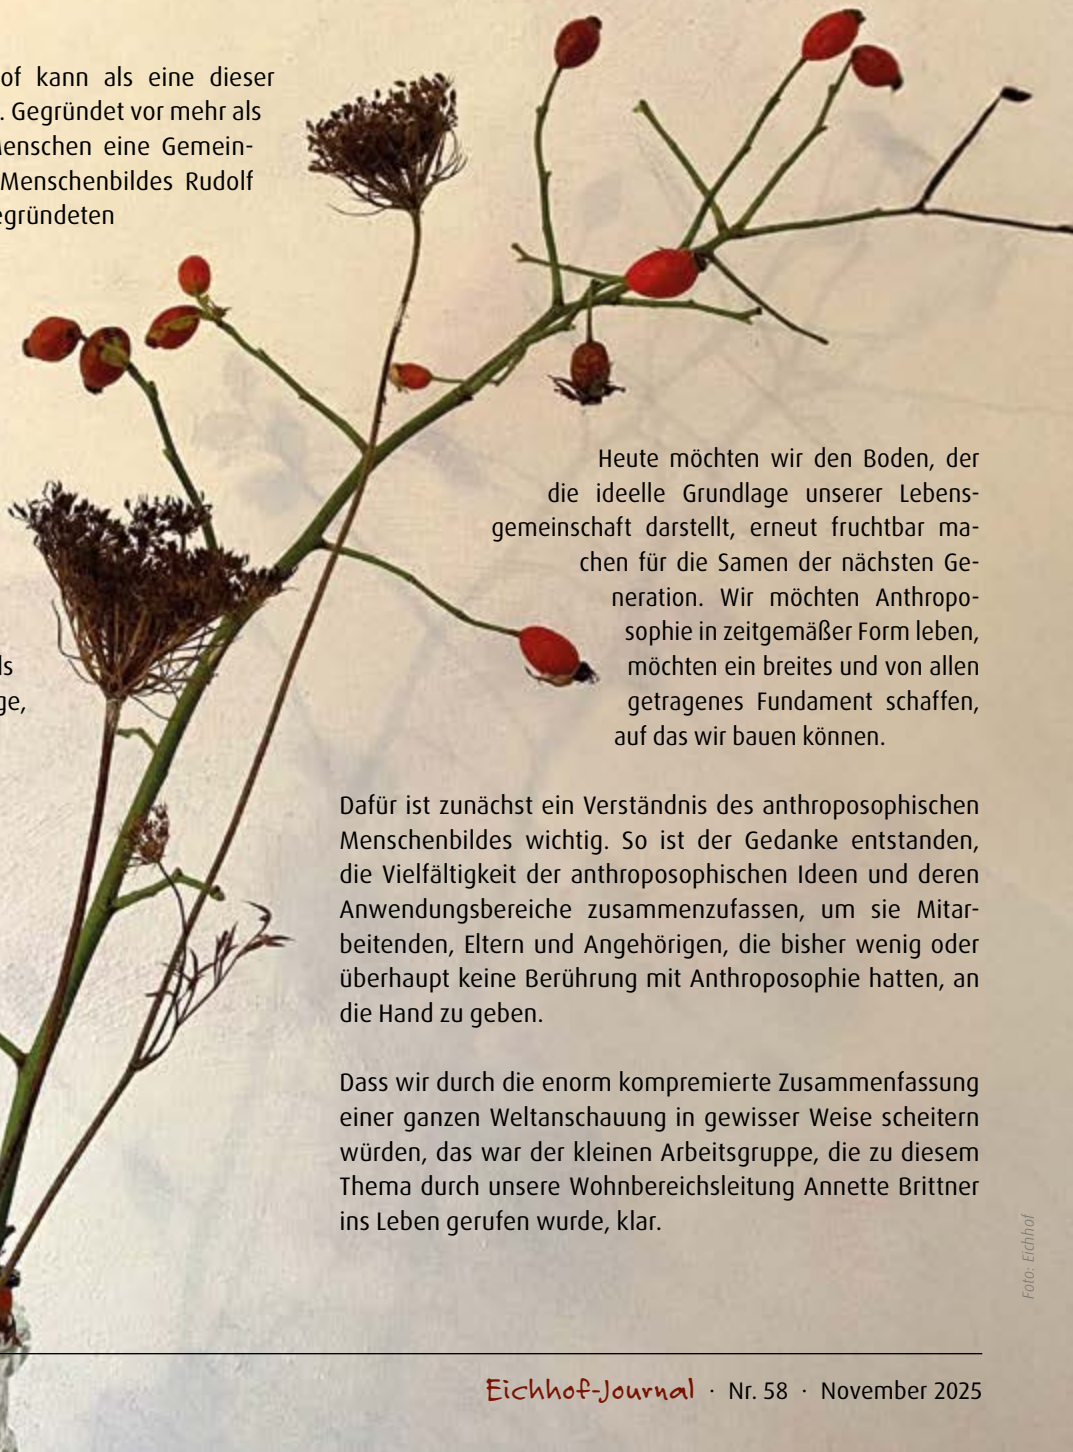 of kann als eine dieser
. Gegründet vor mehr als
enschen eine Gemein-
Menschenbildes Rudolf
egründeten
ls
ge,
Heute möchten wir den Boden, der
die ideelle Grundlage unserer Lebens-
gemeinschaft darstellt, erneut fruchtbar ma-
chen für die Samen der nächsten Ge-
neration. Wir möchten Anthropo-
sophie in zeitgemäßer Form leben,
möchten ein breites und von allen
getragenes Fundament schaffen,
auf das wir bauen können.
Dafür ist zunächst ein Verständnis des anthroposophischen
Menschenbildes wichtig. So ist der Gedanke entstanden,
die Vielfältigkeit der anthroposophischen Ideen und deren
Anwendungsbereiche zusammenzufassen, um sie Mitar-
beitenden, Eltern und Angehörigen, die bisher wenig oder
überhaupt keine Berührung mit Anthroposophie hatten, an
die Hand zu geben.
Dass wir durch die enorm kompremierte Zusammenfassung
einer ganzen Weltanschauung in gewisser Weise scheitern
würden, das war der kleinen Arbeitsgruppe, die zu diesem
Thema durch unsere Wohnbereichsleitung Annette Brittner
ins Leben gerufen wurde, klar.
Foto: Eichhof
Eichhof-Journal · Nr. 58 · November 2025